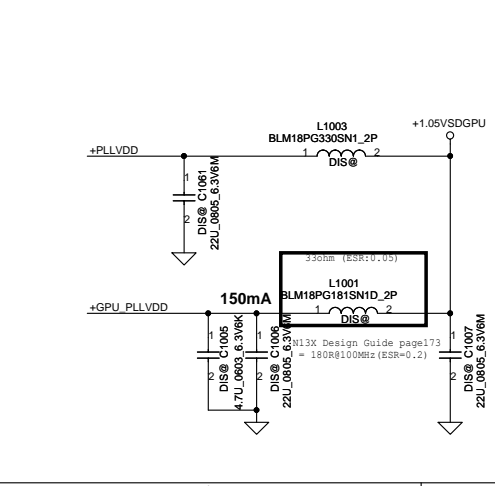 L1003
+1.05VSDGPU
BLM18PG330SN1_2P
+PLLVDD
1
2
DIS@
1
2
DIS@ C1061
22U_0805_6.3V6M
33ohm (ESR:0.05)
L1001
150mA
BLM18PG181SN1D_2P
+GPU_PLLVDD
1
2
DIS@
N13X Design Guide page173
= 180R@100MHz(ESR=0.2)
1
2
DIS@ C1005
4.7U_0603_6.3V6K
1
2
DIS@ C1006
22U_0805_6.3V6M
1
2
DIS@ C1007
22U_0805_6.3V6M